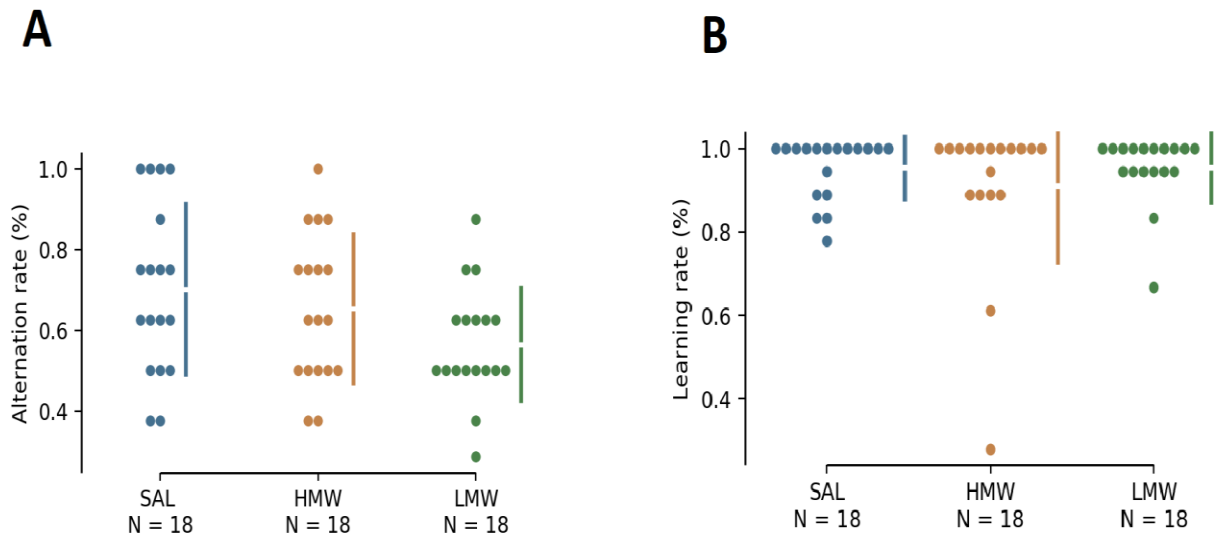 A
B
Alternation rate (%)
1.0
0.8
0.6
0.4
SAL
N = 18
HMW
N = 18
LMW
N = 18
Learning rate (%)
1.0
0.8
0.6
0.4
SAL
N = 18
HMW
N = 18
LMW
N = 18